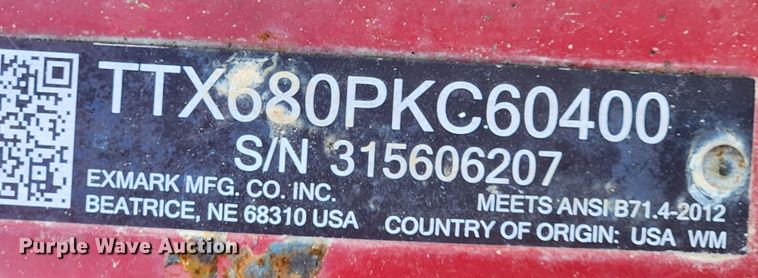 TTX680PKC60400
S/N 315606207
EXMARK MFG. CO. INC.
BEATRICE, NE 68310 USA
MEETS ANSI B71.4-2012
COUNTRY OF ORIGIN: USA WM
Purple Wave Auction